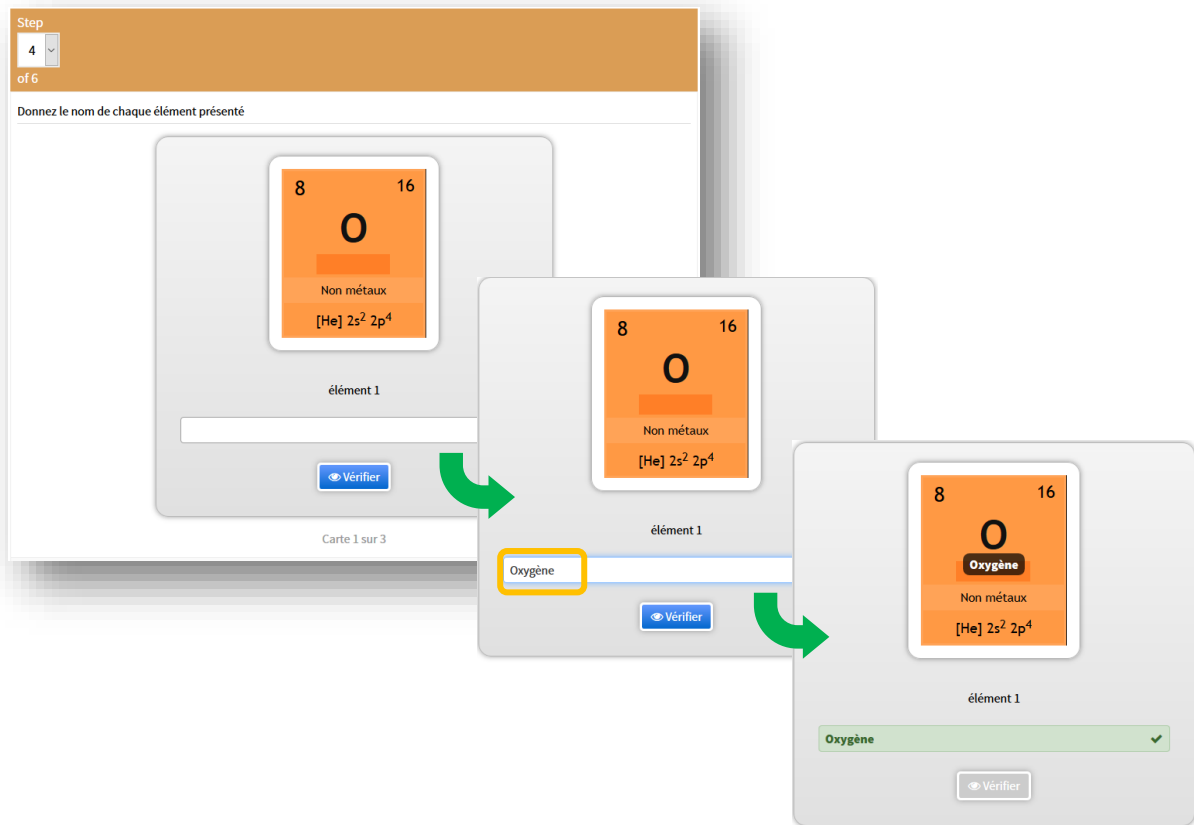 Step
4
of 6
Donnez le nom de chaque élément présenté
8 16
O
Non métaux
[He] 2s² 2p⁴
élément 1
Vérifier
Carte 1 sur 3
8 16
O
Non métaux
[He] 2s² 2p⁴
élément 1
Oxygène
Vérifier
8 16
O
Oxygène
Non métaux
[He] 2s² 2p⁴
élément 1
Oxygène
Vérifier